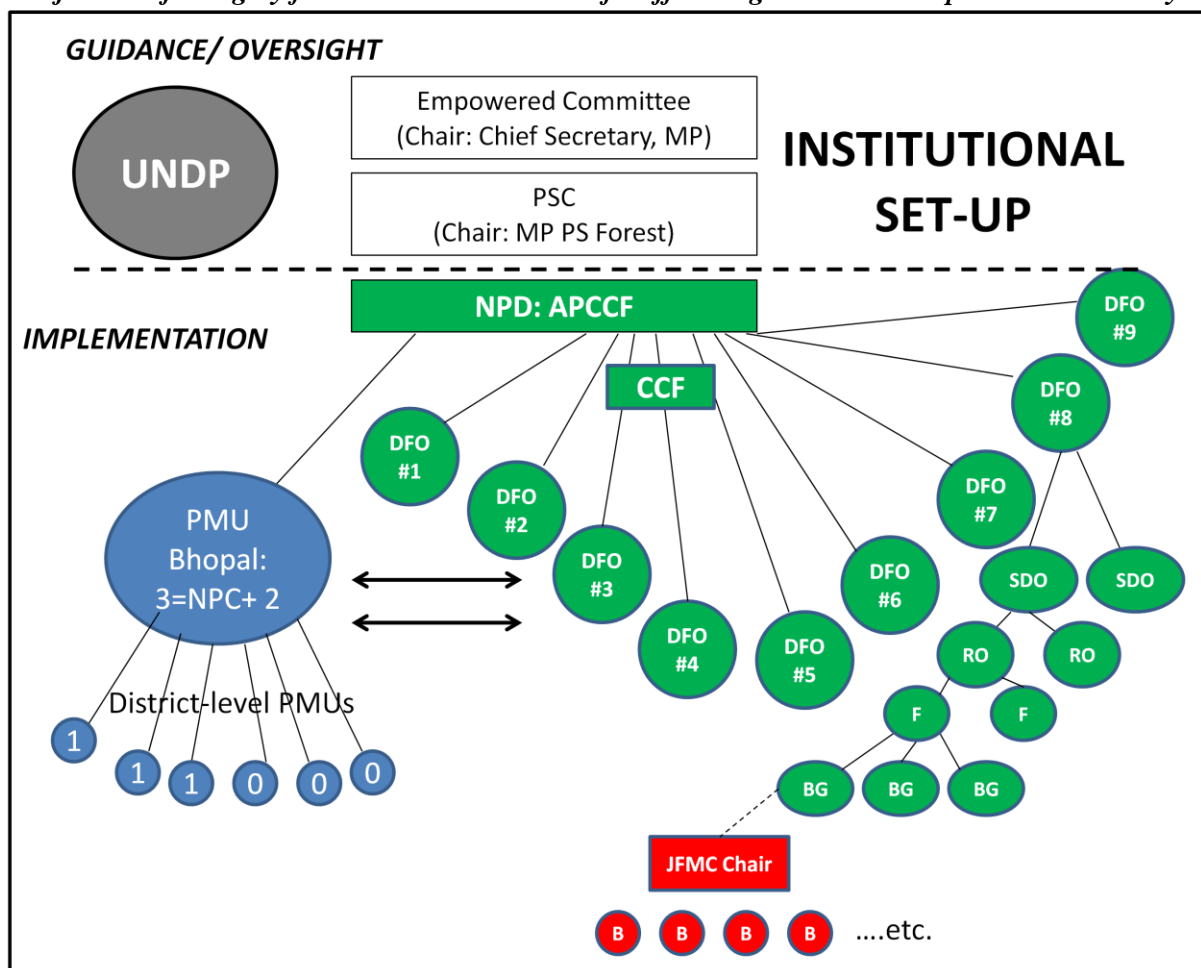 GUIDANCE/ OVERSIGHT
UNDP
Empowered Committee
(Chair: Chief Secretary, MP)
PSC
(Chair: MP PS Forest)
INSTITUTIONAL
SET-UP
NPD: APCCF
IMPLEMENTATION
CCF
DFO
#1
DFO
#2
DFO
#3
DFO
#4
DFO
#5
DFO
#6
DFO
#7
DFO
#8
DFO
#9
PMU
Bhopal:
3=NPC+ 2
District-level PMUs
1
1
1
0
0
0
SDO
SDO
RO
RO
F
F
BG
BG
BG
JFMC Chair
B
B
B
B
....etc.